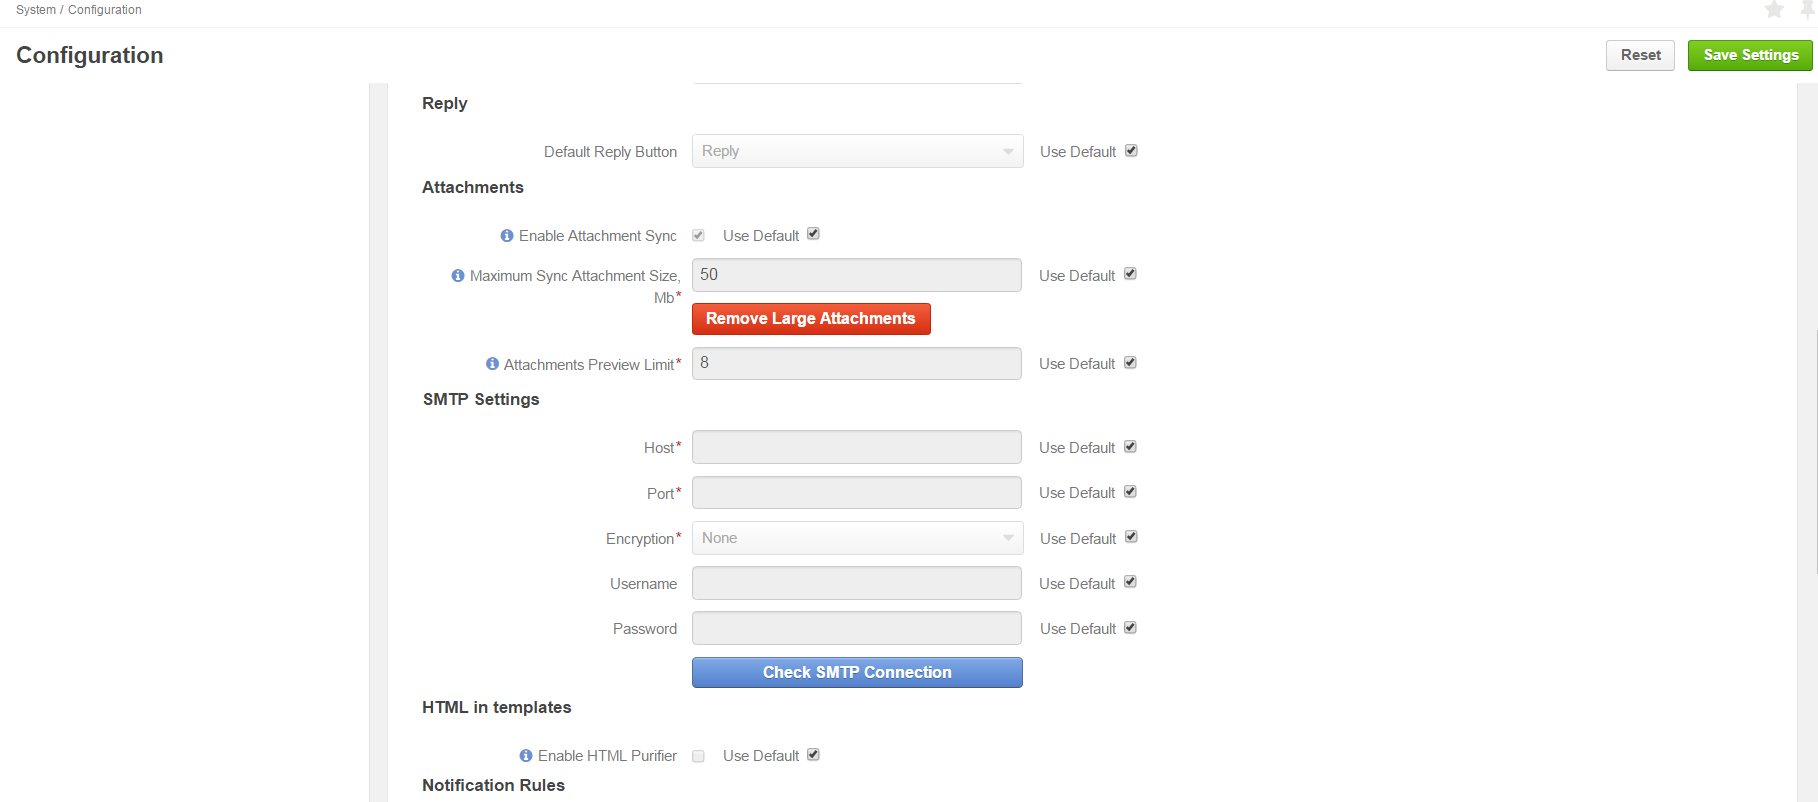 System / Configuration
Configuration
Reset
Save Settings
Reply
Default Reply Button
Reply
Use Default
Attachments
Enable Attachment Sync
Use Default
Maximum Sync Attachment Size,
Mb*
50
Use Default
Remove Large Attachments
Attachments Preview Limit*
8
Use Default
SMTP Settings
Host*
Use Default
Port*
Use Default
Encryption*
None
Use Default
Username
Use Default
Password
Use Default
Check SMTP Connection
HTML in templates
Enable HTML Purifier
Use Default
Notification Rules